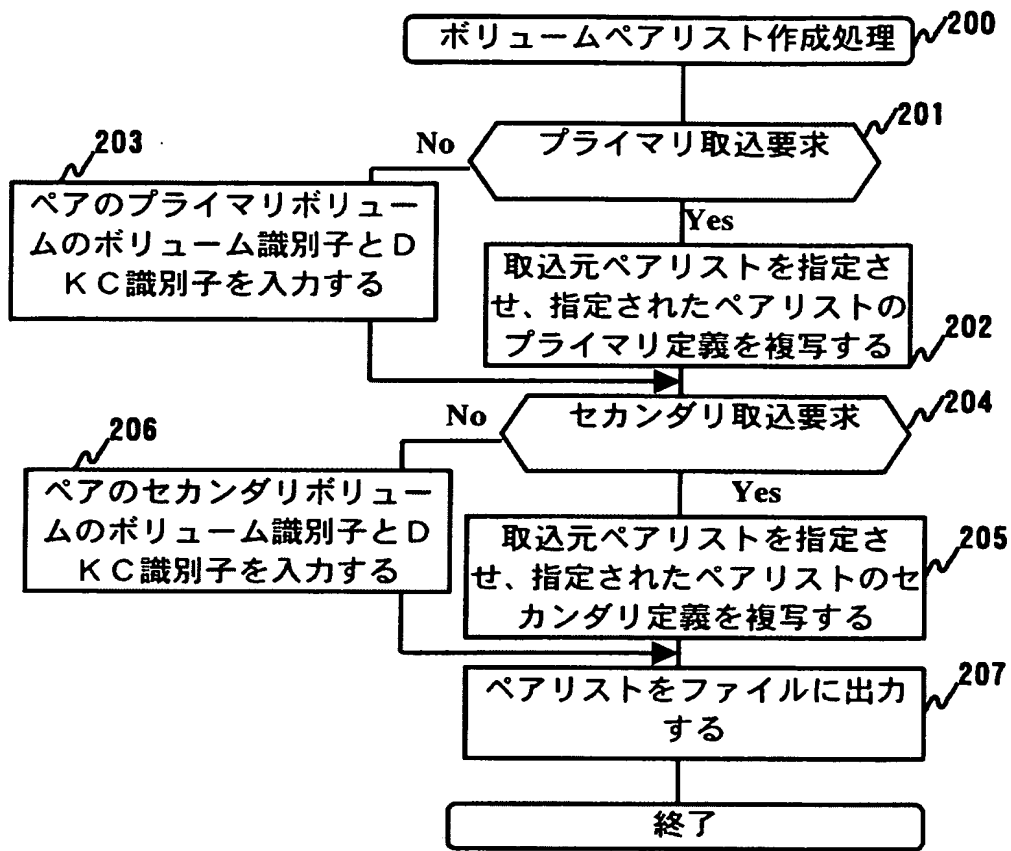 ボリュームペアリスト作成処理
200
プライマリ取込要求
201
No
Yes
203
ペアのプライマリボリュー
ムのボリューム識別子とD
KC識別子を入力する
取込元ペアリストを指定さ
せ、指定されたペアリストの
プライマリ定義を複写する
202
セカンダリ取込要求
204
No
Yes
206
ペアのセカンダリボリュー
ムのボリューム識別子とD
KC識別子を入力する
取込元ペアリストを指定さ
せ、指定されたペアリストのセ
カンダリ定義を複写する
205
ペアリストをファイルに出力
する
207
終了